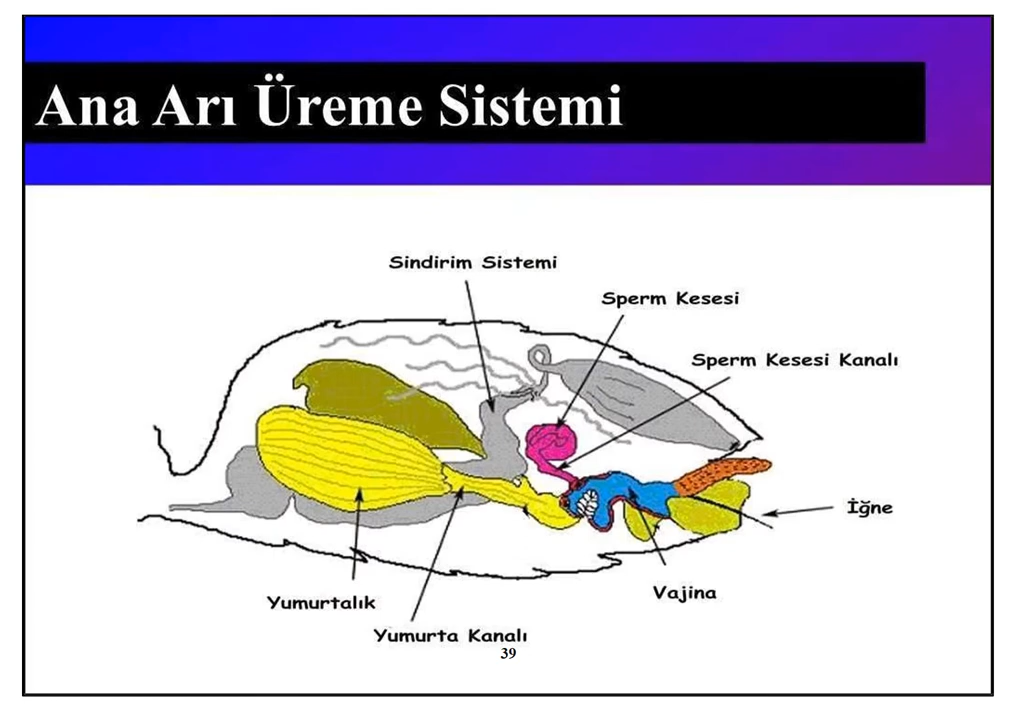 Ana Arı Üreme Sistemi
Sindirim Sistemi
Sperm Kesesi
Sperm Kesesi Kanalı
İğne
Vajina
Yumurtalık
Yumurta Kanalı
39